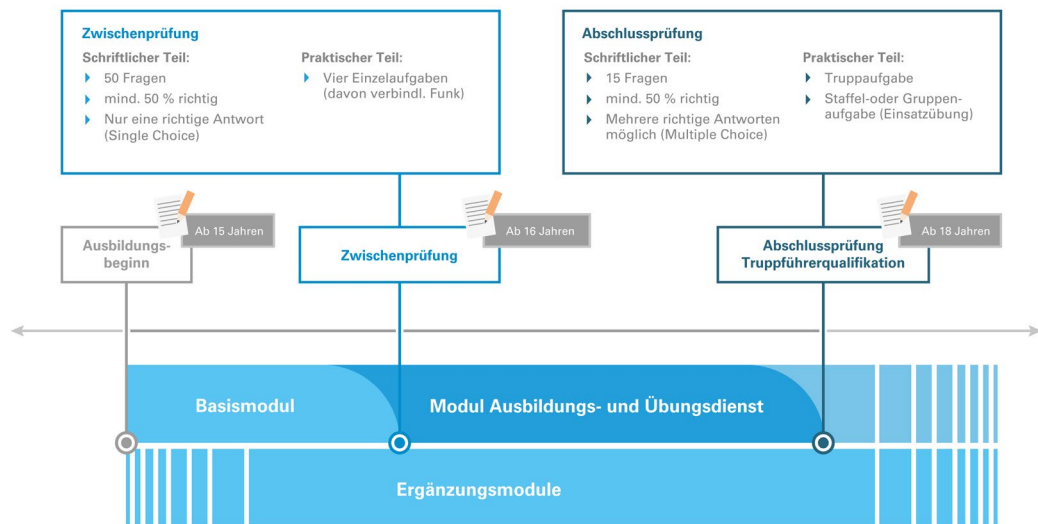 Zwischenprüfung
Schriftlicher Teil:
50 Fragen
mind. 50 % richtig
Nur eine richtige Antwort
(Single Choice)
Praktischer Teil:
Vier Einzelaufgaben
(davon verbindl. Funk)
Abschlussprüfung
Schriftlicher Teil:
15 Fragen
mind. 50 % richtig
Mehrere richtige Antworten
möglich (Multiple Choice)
Praktischer Teil:
Truppaufgabe
Staffel-oder Gruppen-
aufgabe (Einsatzübung)
Ab 15 Jahren
Ausbildungs-
beginn
Ab 16 Jahren
Zwischenprüfung
Ab 18 Jahren
Abschlussprüfung
Truppführerqualifikation
Basismodul
Modul Ausbildungs- und Übungsdienst
Ergänzungsmodule